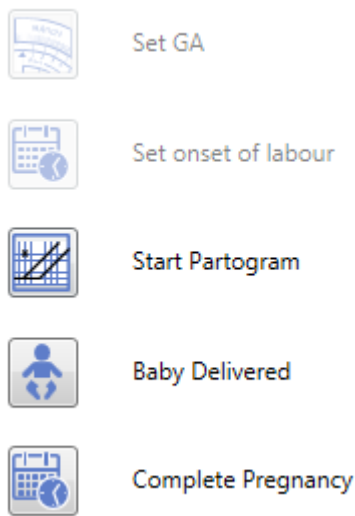 Set GA
Set onset of labour
Start Partogram
Baby Delivered
Complete Pregnancy